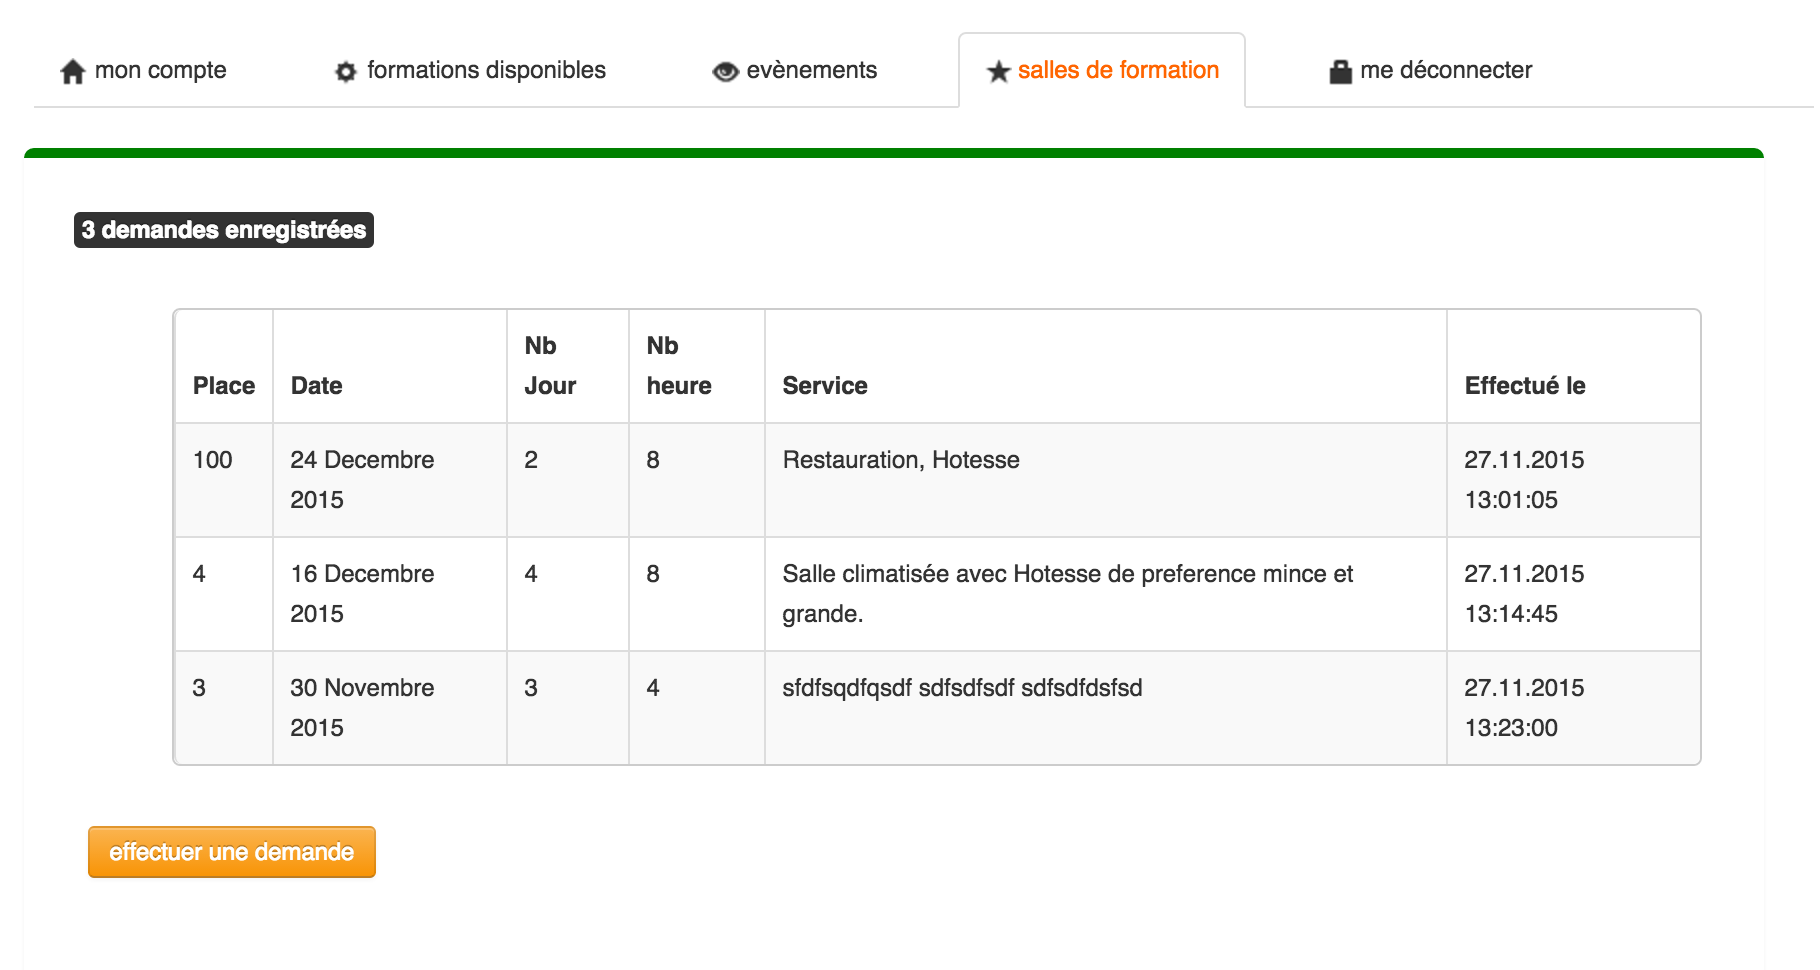 mon compte
formations disponibles
evènements
salles de formation
me déconnecter
3 demandes enregistrées
Place
Date
Nb
Jour
Nb
heure
Service
Effectué le
100
24 Decembre
2015
2
8
Restauration, Hotesse
27.11.2015
13:01:05
4
16 Decembre
2015
4
8
Salle climatisée avec Hotesse de preference mince et
grande.
27.11.2015
13:14:45
3
30 Novembre
2015
3
4
sfdfsqdfqsdf sdfsdfsdf sdfsdfdsfsd
27.11.2015
13:23:00
effectuer une demande